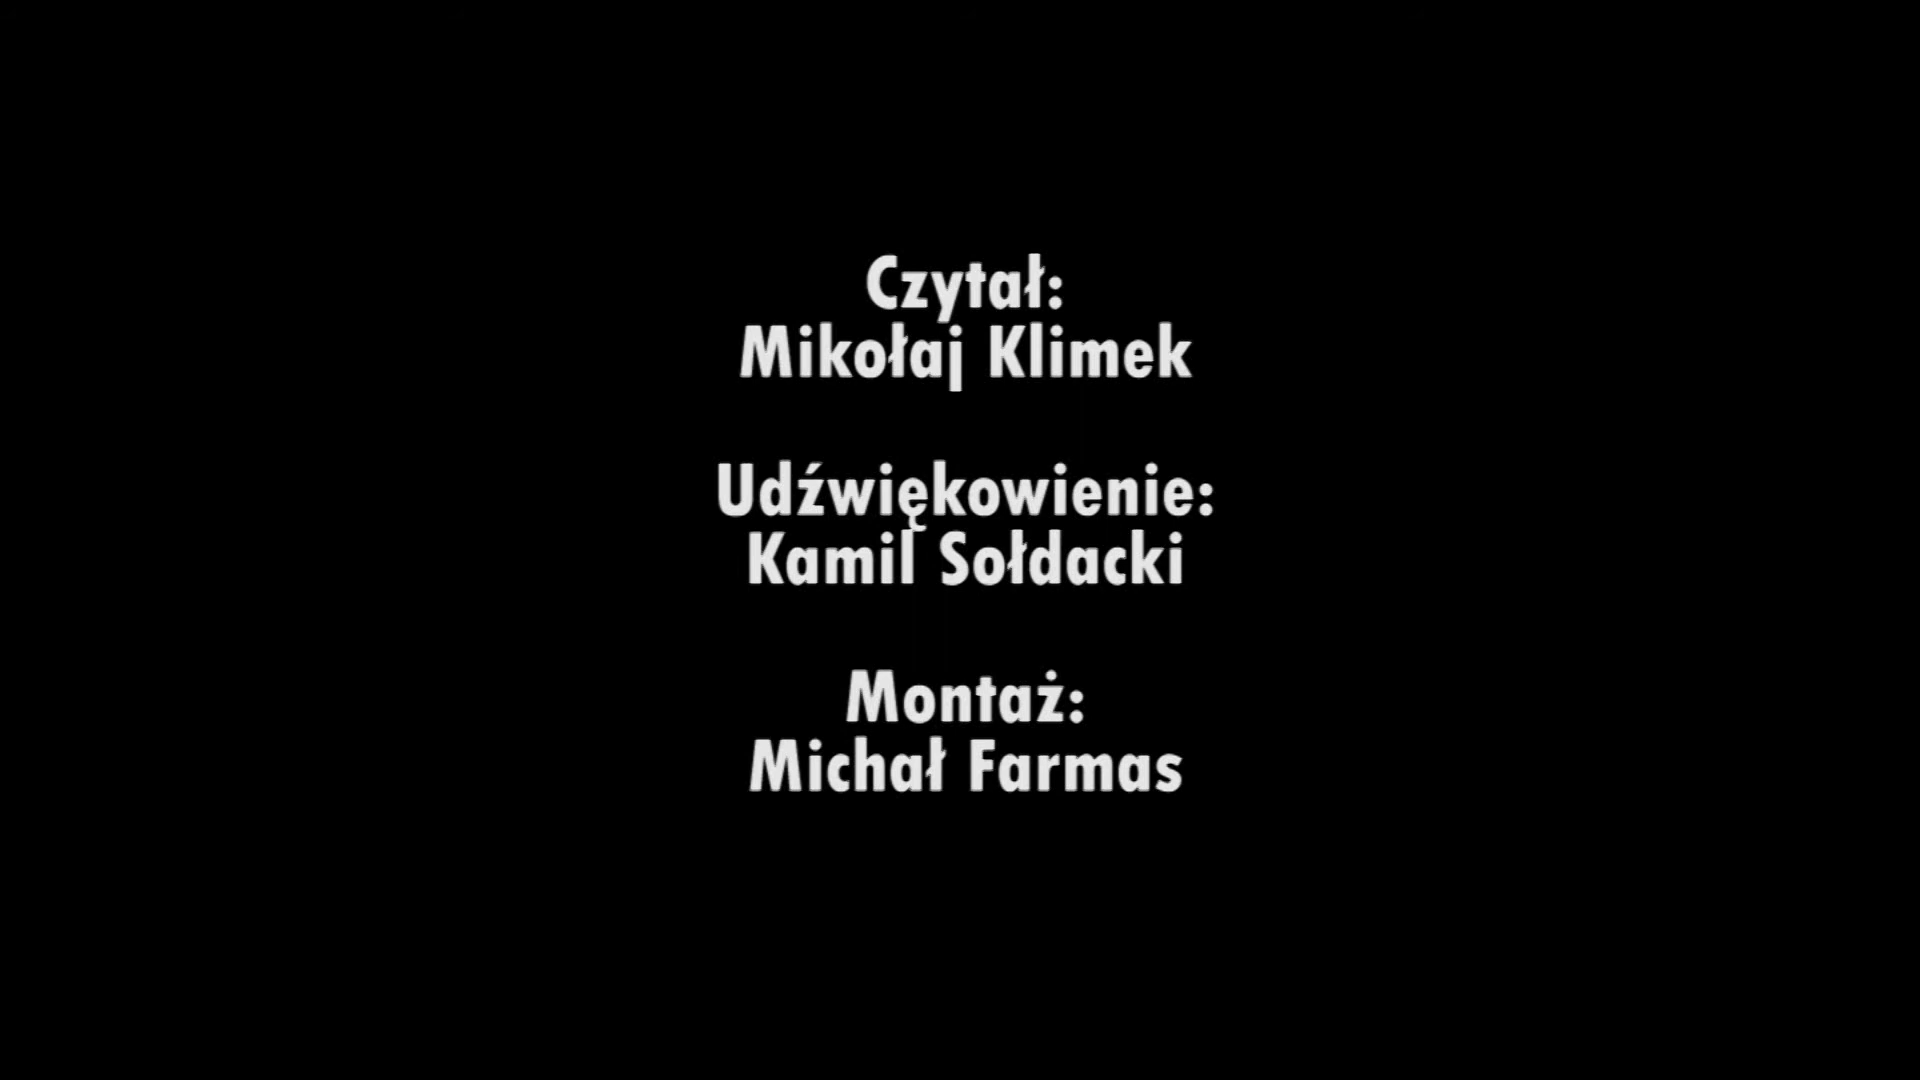 Czytał:
Mikołaj Klimek
Udźwiękowienie:
Kamil Sołdacki
Montaż:
Michał Farmas